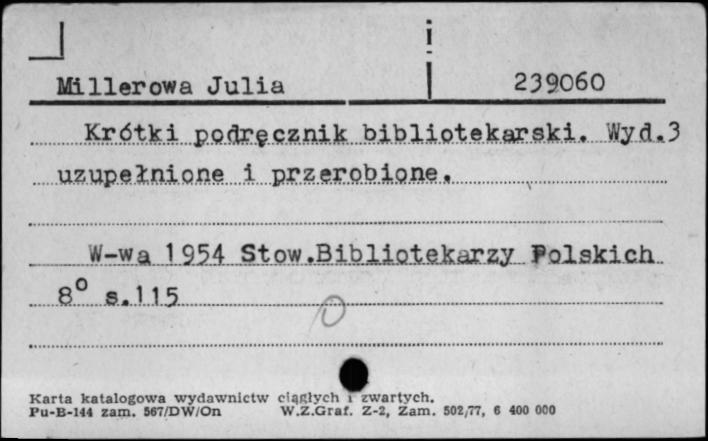 Millerowa Julia 239060
Krótki podręcznik bibliotekarski. Wyd.3
uzupełnione i przerobione.
W-wa 1954 Stow.Bibliotekarzy Polskich
8° s.115
Karta katalogowa wydawnictw ciągłych i zwartych.
Pu-B-144 zam. 567/DW/On W.Z.Graf. Z-2, Zam. 502/77, 6 400 000